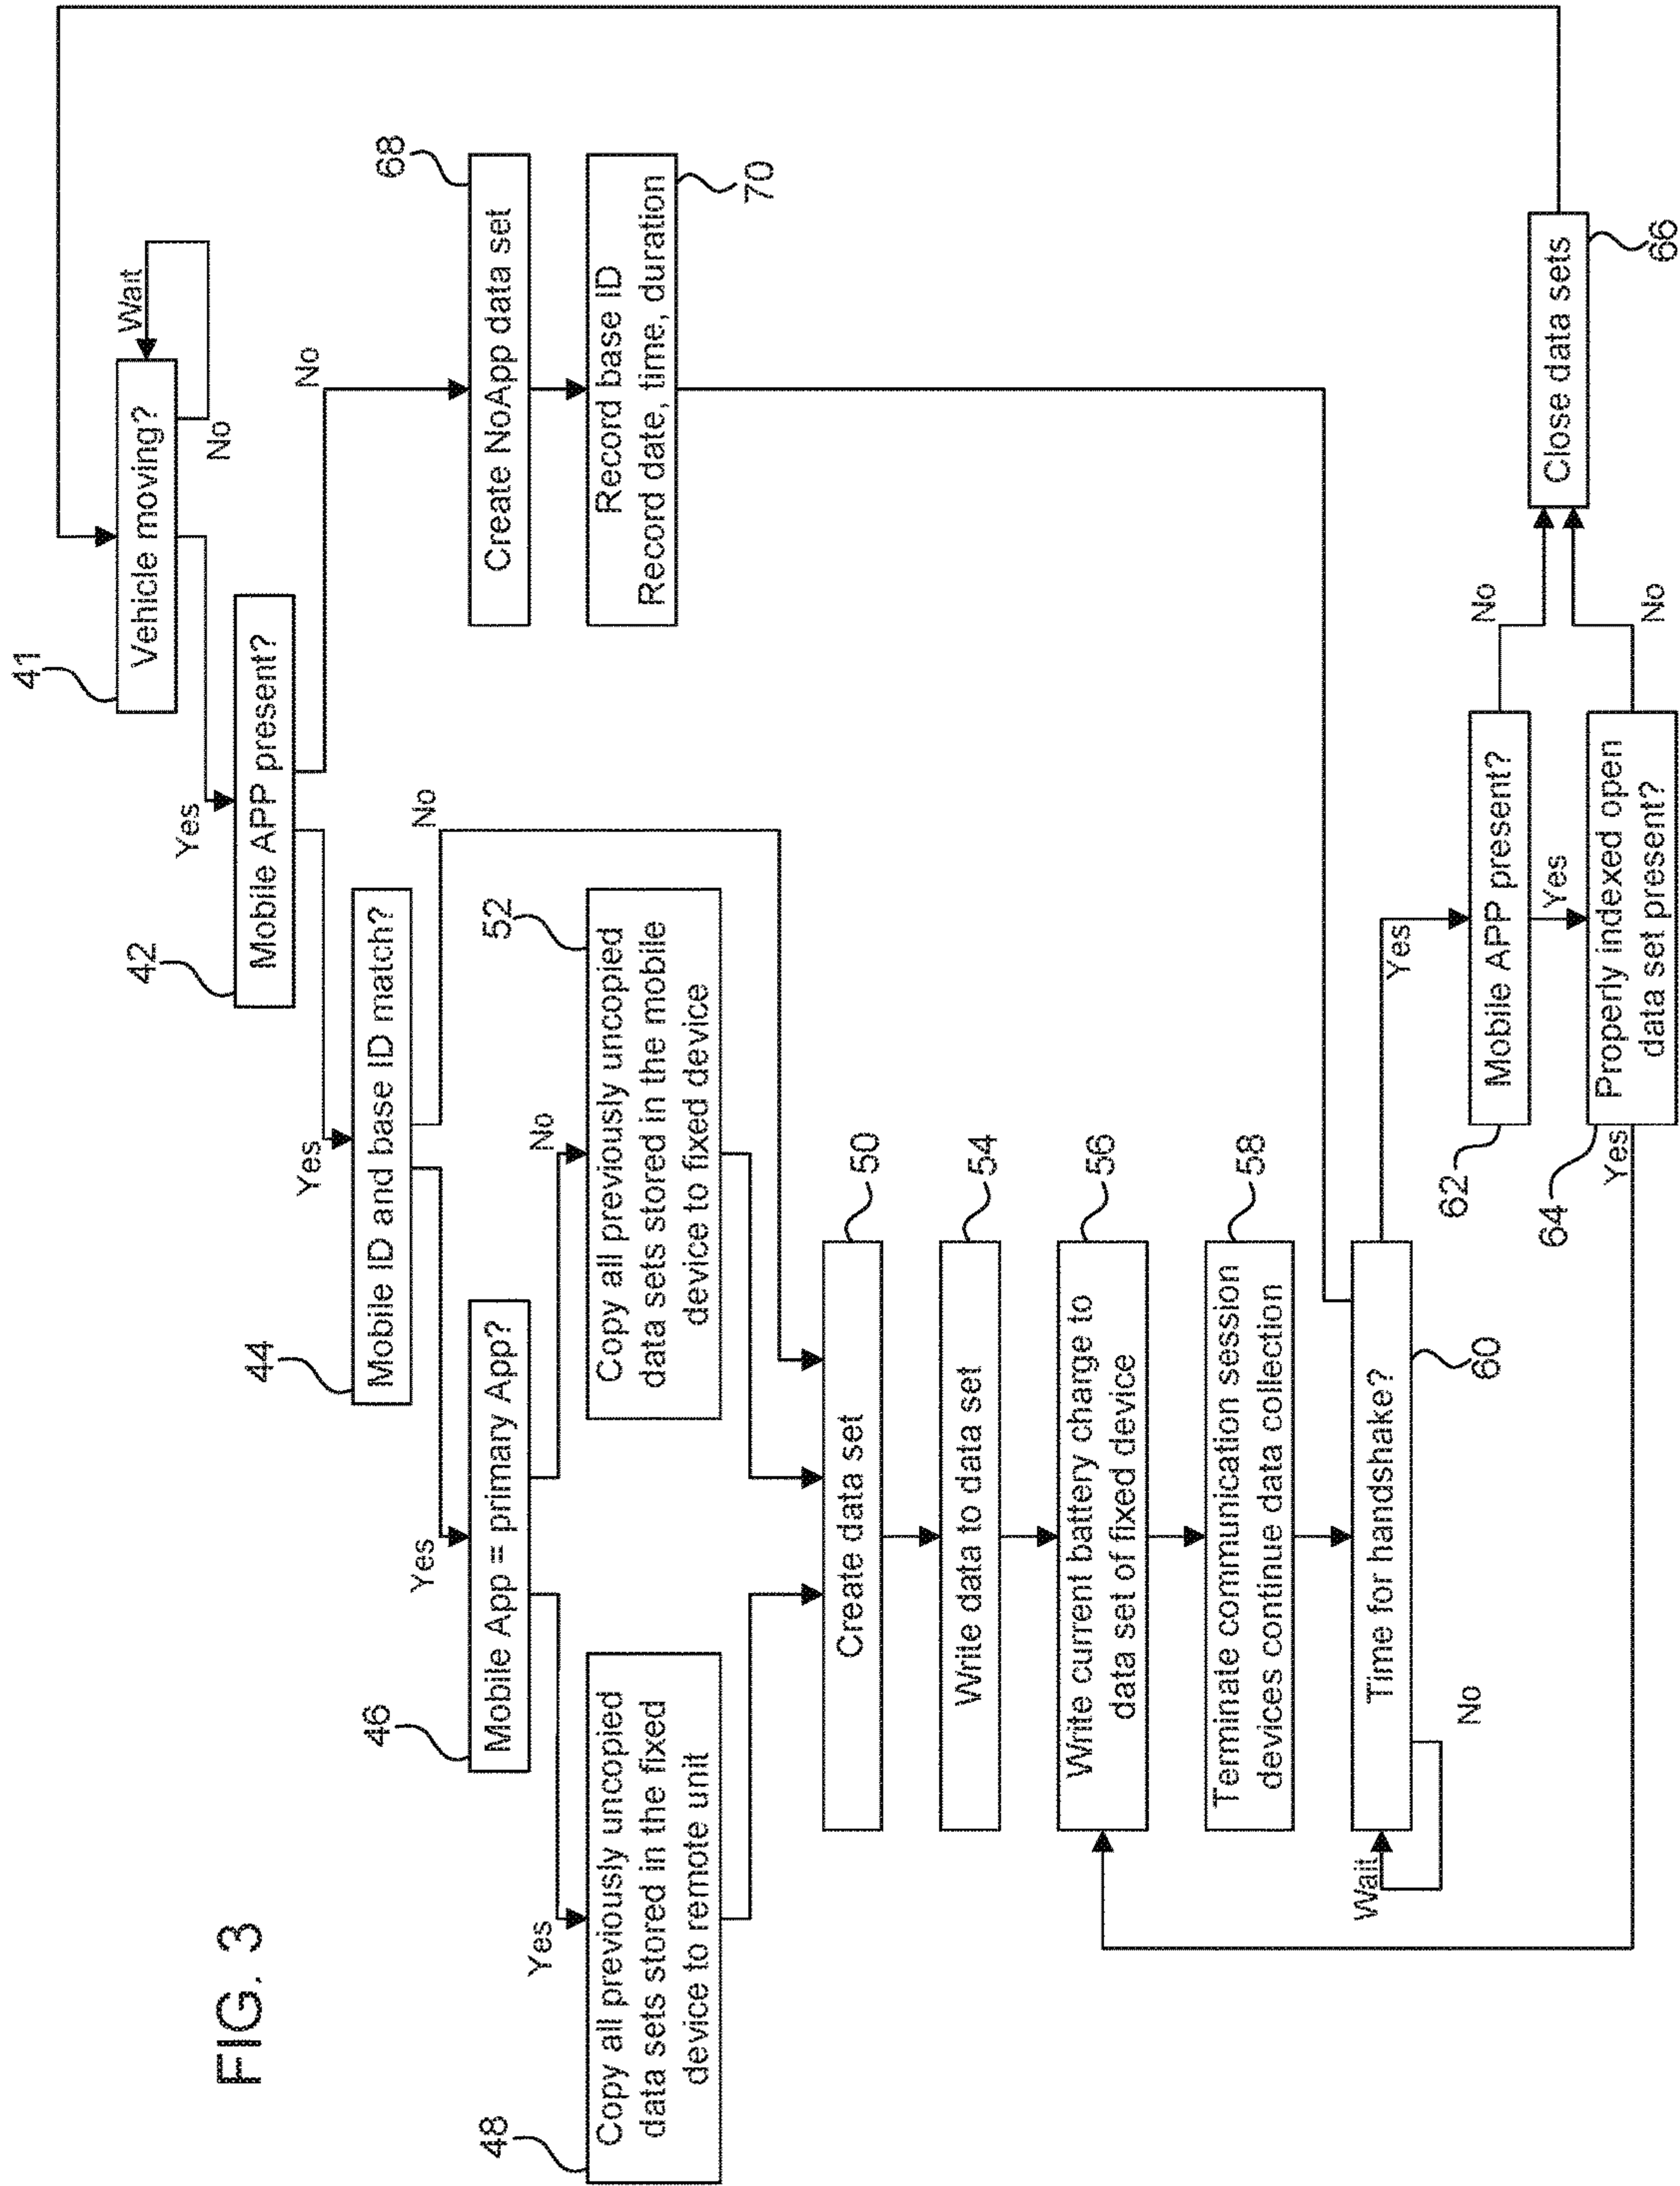 FIG. 3
41
Vehicle moving?
Wait
No
Yes
42
Mobile APP present?
Yes
No
44
Mobile ID and base ID match?
Yes
No
46
Mobile App = primary App?
Yes
No
68
Create NoApp data set
48
Copy all previously uncopied
data sets stored in the fixed
device to remote unit
52
Copy all previously uncopied
data sets stored in the mobile
device to fixed device
Record base ID
Record date, time, duration
70
Create data set
50
Write data to data set
54
Write current battery charge to
data set of fixed device
56
Terminate communication session
devices continue data collection
58
Time for handshake?
60
Wait
No
Yes
62
Mobile APP present?
No
Yes
64
Properly indexed open
data set present?
Yes
No
Close data sets
66